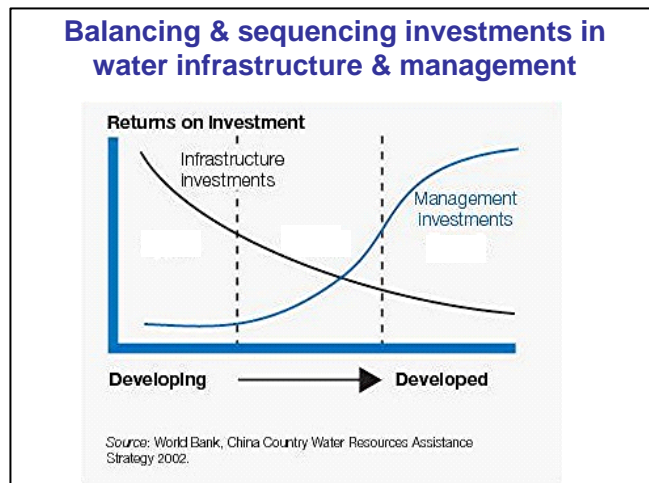 Balancing & sequencing investments in
water infrastructure & management
Returns on Investment
Infrastructure
investments
Management
investments
Developing
Developed
Source: World Bank, China Country Water Resources Assistance
Strategy 2002.